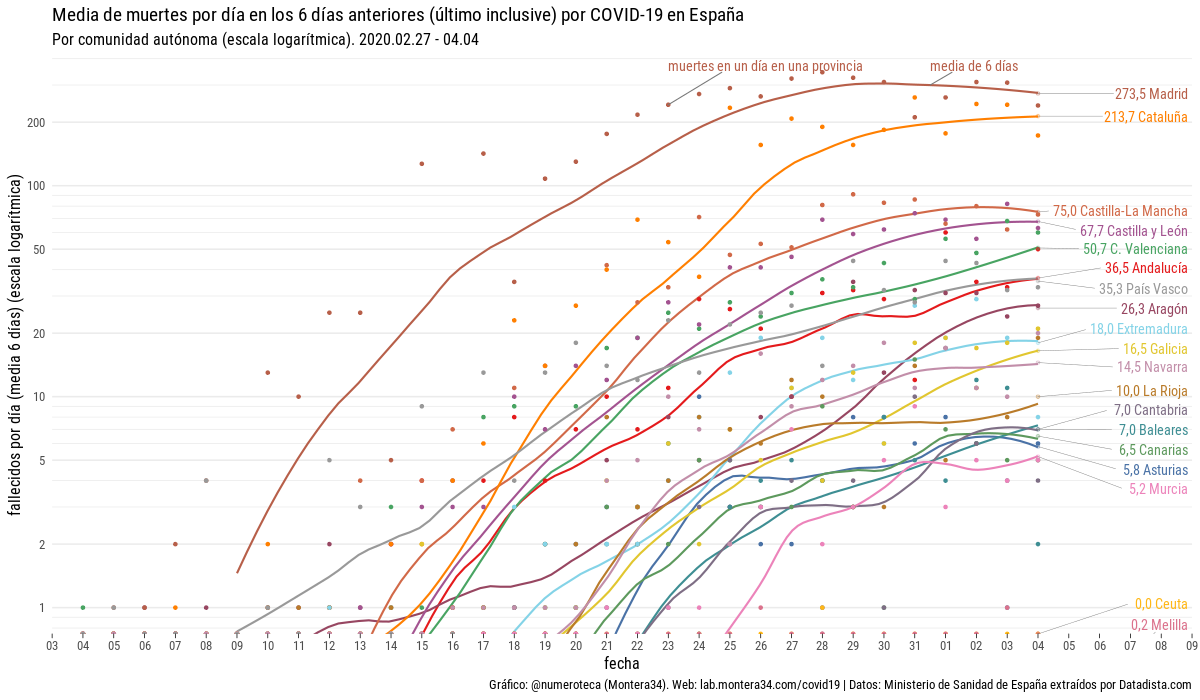 Media de muertes por día en los 6 días anteriores (último inclusive) por COVID-19 en España
Por comunidad autónoma (escala logarítmica). 2020.02.27 - 04.04
muertes en un día en una provincia
media de 6 días
fallecidos por día (media 6 días) (escala logarítmica)
200
100
50
20
10
5
2
1
273,5 Madrid
213,7 Cataluña
75,0 Castilla-La Mancha
67,7 Castilla y León
50,7 C. Valenciana
36,5 Andalucía
35,3 País Vasco
26,3 Aragón
18,0 Extremadura
16,5 Galicia
14,5 Navarra
10,0 La Rioja
7,0 Cantabria
7,0 Baleares
6,5 Canarias
5,8 Asturias
5,2 Murcia
0,0 Ceuta
0,2 Melilla
03 04 05 06 07 08 09 10 11 12 13 14 15 16 17 18 19 20 21 22 23 24 25 26 27 28 29 30 31 01 02 03 04 05 06 07 08 09
fecha
Gráfico: @numeroteca (Montera34). Web: lab.montera34.com/covid19 | Datos: Ministerio de Sanidad de España extraídos por Datadista.com